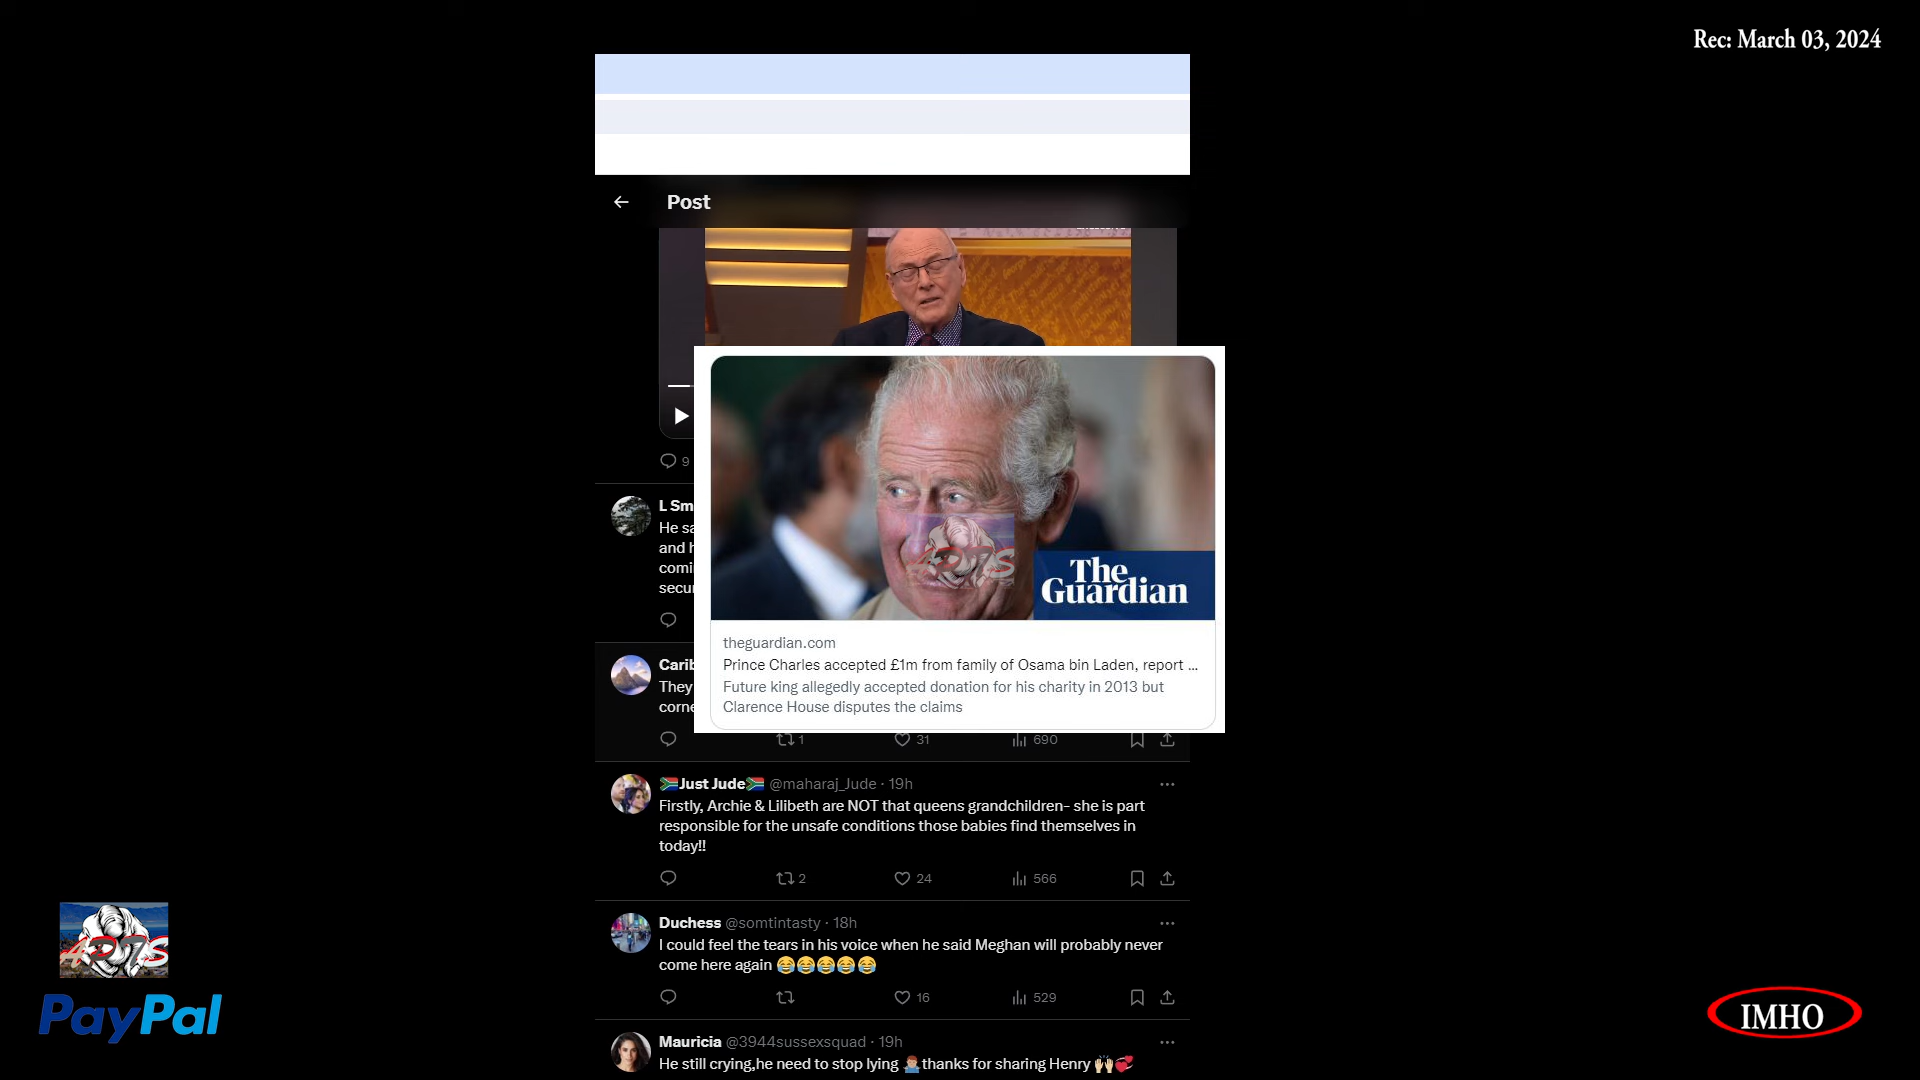 Rec: March 03, 2024
Post
9
L Sm
He sa
and h
comi
secur
Carib
They
corne
1 31 690
The
Guardian
theguardian.com
Prince Charles accepted £1m from family of Osama bin Laden, report ...
Future king allegedly accepted donation for his charity in 2013 but
Clarence House disputes the claims
🇿🇦Just Jude🇿🇦 @maharaj_Jude · 19h
Firstly, Archie & Lilibeth are NOT that queens grandchildren- she is part
responsible for the unsafe conditions those babies find themselves in
today!!
2 24 566
Duchess @somtintasty · 18h
I could feel the tears in his voice when he said Meghan will probably never
come here again 😂😂😂😂😂
16 529
Mauricia @3944sussexsquad · 19h
He still crying,he need to stop lying 🤷🏽‍♂️thanks for sharing Henry 🙌🏻💞
ARTS
PayPal
IMHO